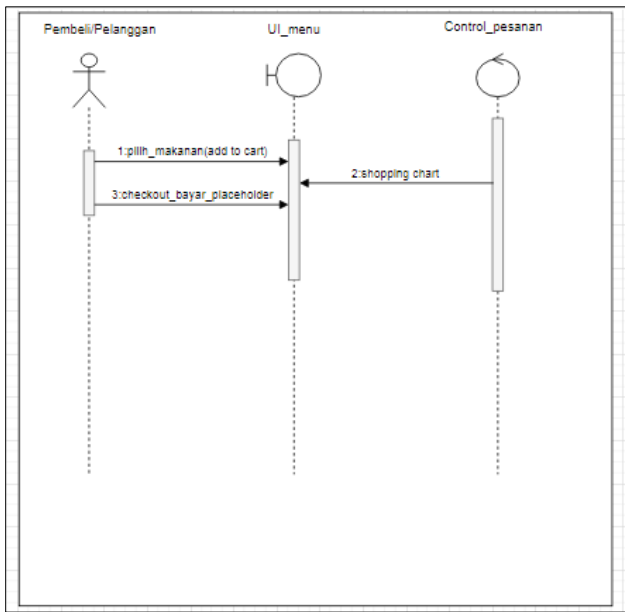 Pembeli/Pelanggan
UI_menu
Control_pesanan
1:pilih_makanan(add to cart)
2:shopping chart
3:checkout_bayar_placeholder